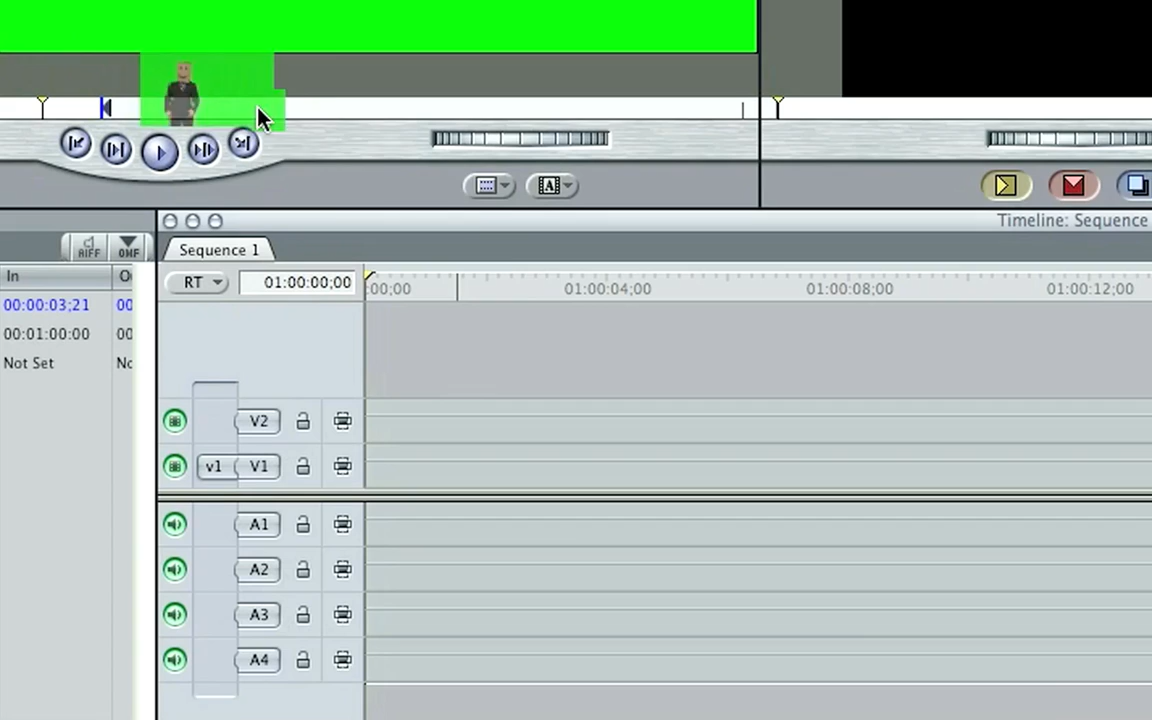 A
Timeline: Sequence
AIFF OMF
Sequence 1
In
RT 01:00:00;00 00;00 01:00:04;00 01:00:08;00 01:00:12;00
00:00:03;21 00
00:01:00:00 00
Not Set
V2
v1 V1
A1
A2
A3
A4